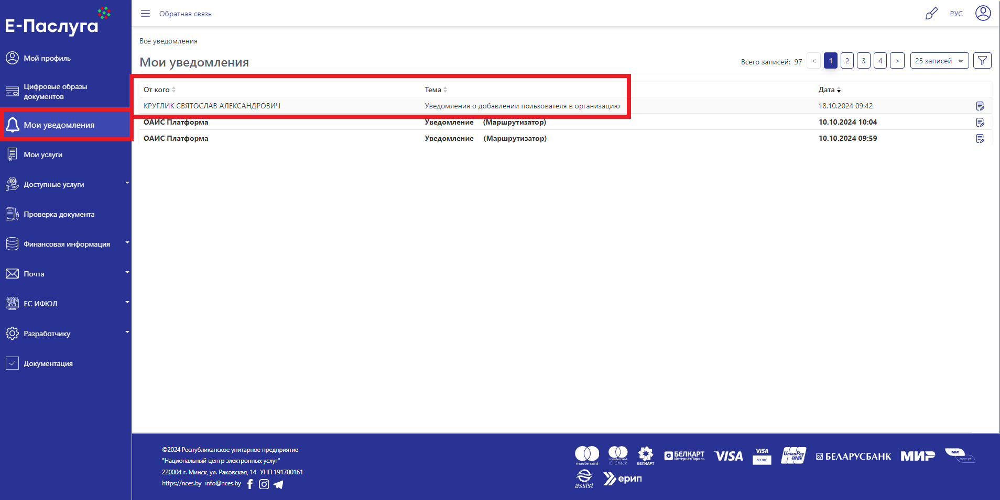 Е-Паслуга
Обратная связь
РУС
Мой профиль
Цифровые образы
документов
Мои уведомления
Мои услуги
Доступные услуги
Проверка документа
Финансовая информация
Почта
ЕС ИФЮЛ
Разработчику
Документация
Все уведомления
Мои уведомления
Всего записей: 97 < 1 2 3 4 > 25 записей
От кого Тема Дата
КРУГЛИК СВЯТОСЛАВ АЛЕКСАНДРОВИЧ Уведомления о добавлении пользователя в организацию 18.10.2024 09:42
ОАИС Платформа Уведомление (Маршрутизатор) 10.10.2024 10:04
ОАИС Платформа Уведомление (Маршрутизатор) 10.10.2024 09:59
©2024 Республиканское унитарное предприятие
"Национальный центр электронных услуг"
220004 г. Минск, ул. Раковская, 14 УНП 191700161
https://nces.by info@nces.by
mastercard
mastercard
ID Check
БЕЛКАРТ
БЕЛКАРТ
ИнтернетПароль
VISA
VISA
SECURE
UnionPay
银联
БЕЛАРУСБАНК
МИР
MIR
Accept
assist
ерип